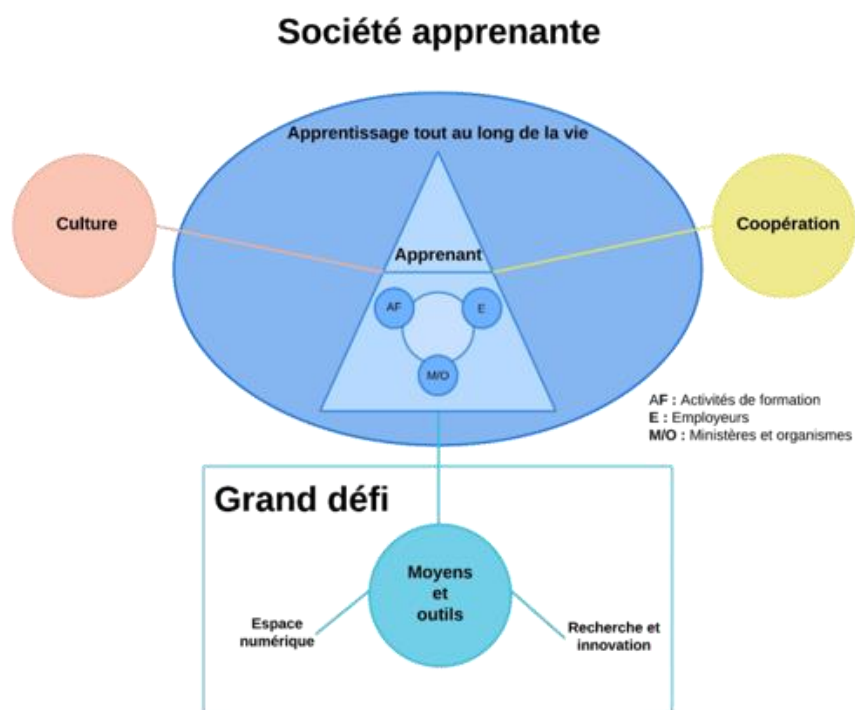 Société apprenante
Apprentissage tout au long de la vie
Culture
Coopération
Apprenant
AF
E
M/O
AF : Activités de formation
E : Employeurs
M/O : Ministères et organismes
Grand défi
Moyens
et
outils
Espace
numérique
Recherche et
innovation